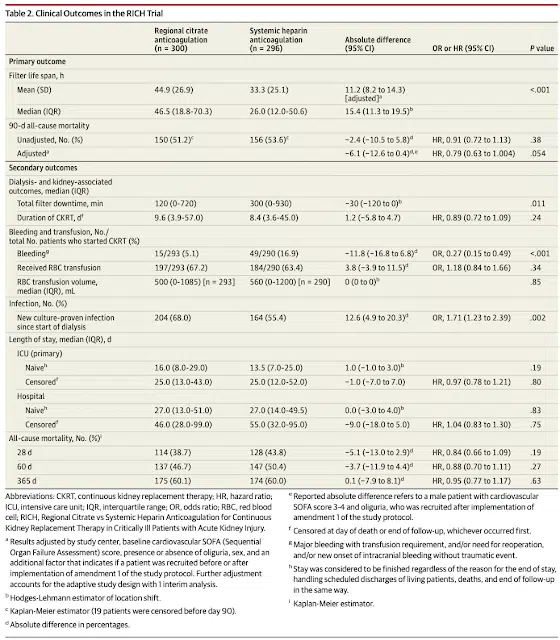 Table 2. Clinical Outcomes in the RICH Trial
Regional citrate anticoagulation (n = 300) Systemic heparin anticoagulation (n = 296) Absolute difference (95% CI) OR or HR (95% CI) P value
Primary outcome
Filter life span, h
Mean (SD) 44.9 (26.9) 33.3 (25.1) 11.2 (8.2 to 14.3) [adjusted]a <.001
Median (IQR) 46.5 (18.8-70.3) 26.0 (12.0-50.6) 15.4 (11.3 to 19.5)b
90-d all-cause mortality
Unadjusted, No. (%) 150 (51.2)c 156 (53.6)c −2.4 (−10.5 to 5.8)d HR, 0.91 (0.72 to 1.13) .38
Adjusteda −6.1 (−12.6 to 0.4)d,e HR, 0.79 (0.63 to 1.004) .054
Secondary outcomes
Dialysis- and kidney-associated outcomes, median (IQR)
Total filter downtime, min 120 (0-720) 300 (0-930) −30 (−120 to 0)b .011
Duration of CKRT, df 9.6 (3.9-57.0) 8.4 (3.6-45.0) 1.2 (−5.8 to 4.7) HR, 0.89 (0.72 to 1.09) .24
Bleeding and transfusion, No./total No. patients who started CKRT (%)
Bleedingg 15/293 (5.1) 49/290 (16.9) −11.8 (−16.8 to 6.8)d OR, 0.27 (0.15 to 0.49) <.001
Received RBC transfusion 197/293 (67.2) 184/290 (63.4) 3.8 (−3.9 to 11.5)d OR, 1.18 (0.84 to 1.66) .34
RBC transfusion volume, median (IQR), mL 500 (0-1085) [n = 293] 560 (0-1200) [n = 290] 0 (0 to 0)b .85
Infection, No. (%)
New culture-proven infection since start of dialysis 204 (68.0) 164 (55.4) 12.6 (4.9 to 20.3)d OR, 1.71 (1.23 to 2.39) .002
Length of stay, median (IQR), d
ICU (primary)
Naiveh 16.0 (8.0-29.0) 13.5 (7.0-25.0) 1.0 (−1.0 to 3.0)b .19
Censoredf 25.0 (13.0-43.0) 25.0 (12.0-52.0) −1.0 (−7.0 to 7.0) HR, 0.97 (0.78 to 1.21) .80
Hospital
Naiveh 27.0 (13.0-51.0) 27.0 (14.0-49.5) 0.0 (−3.0 to 4.0)b .83
Censoredf 46.0 (28.0-99.0) 55.0 (32.0-95.0) −9.0 (−18.0 to 5.0) HR, 1.04 (0.83 to 1.30) .75
All-cause mortality, No. (%)i
28 d 114 (38.7) 128 (43.8) −5.1 (−13.0 to 2.9)d HR, 0.84 (0.66 to 1.09) .19
60 d 137 (46.7) 147 (50.4) −3.7 (−11.9 to 4.4)d HR, 0.88 (0.70 to 1.11) .27
365 d 175 (60.1) 174 (60.0) 0.1 (−7.9 to 8.1)d HR, 0.95 (0.77 to 1.17) .63
Abbreviations: CKRT, continuous kidney replacement therapy; HR, hazard ratio;
ICU, intensive care unit; IQR, interquartile range; OR, odds ratio; RBC, red blood
cell; RICH, Regional Citrate vs Systemic Heparin Anticoagulation for Continuous
Kidney Replacement Therapy in Critically Ill Patients with Acute Kidney Injury.
a Results adjusted by study center, baseline cardiovascular SOFA (Sequential
Organ Failure Assessment) score, presence or absence of oliguria, sex, and an
additional factor that indicates if a patient was recruited before or after
implementation of amendment 1 of the study protocol. Further adjustment
accounts for the adaptive study design with 1 interim analysis.
b Hodges-Lehmann estimator of location shift.
c Kaplan-Meier estimator (19 patients were censored before day 90).
d Absolute difference in percentages.
e Reported absolute difference refers to a male patient with cardiovascular
SOFA score 3-4 and oliguria, who was recruited after implementation of
amendment 1 of the study protocol.
f Censored at day of death or end of follow-up, whichever occurred first.
g Major bleeding with transfusion requirement, and/or need for reoperation,
and/or new onset of intracranial bleeding without traumatic event.
h Stay was considered to be finished regardless of the reason for the end of stay,
handling scheduled discharges of living patients, deaths, and end of follow-up
in the same way.
i Kaplan-Meier estimator.